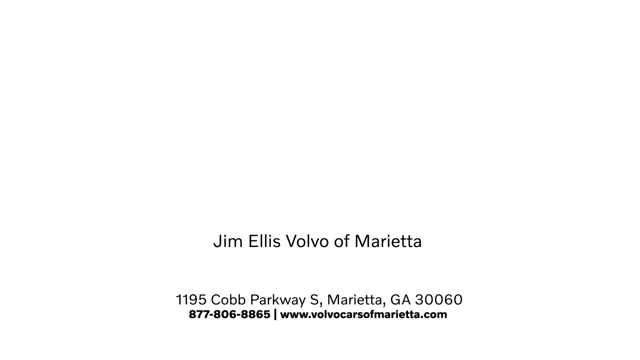 Jim Ellis Volvo of Marietta
1195 Cobb Parkway S, Marietta, GA 30060
877-806-8865 | www.volvocarsofmarietta.com